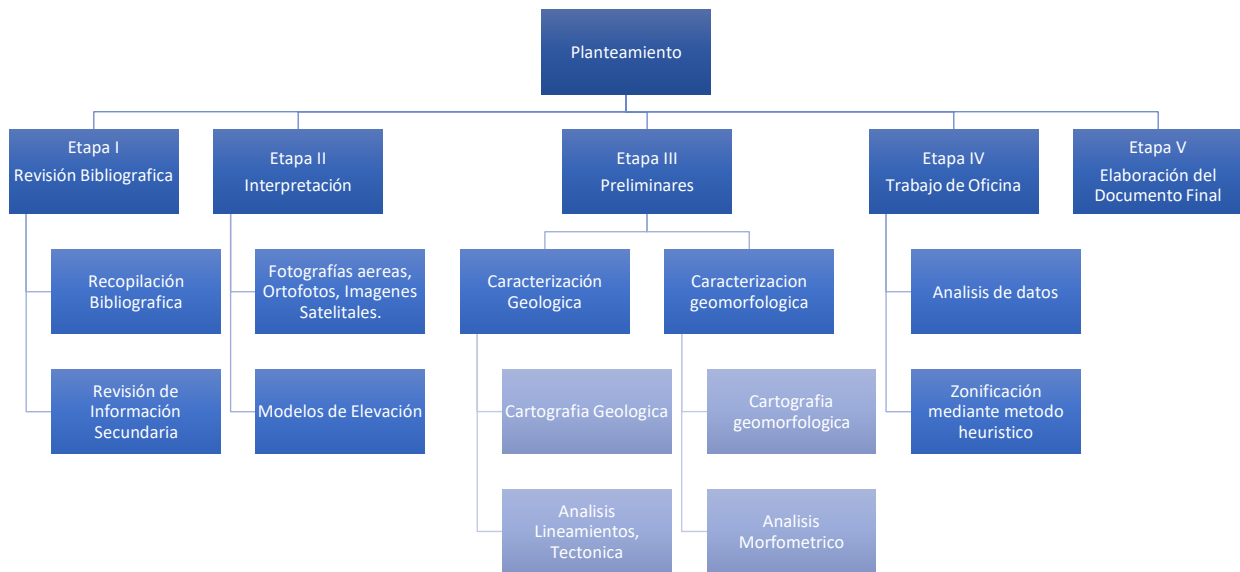 Planteamiento
Etapa I
Revisión Bibliografica
Etapa II
Interpretación
Etapa III
Preliminares
Etapa IV
Trabajo de Oficina
Etapa V
Elaboración del
Documento Final
Recopilación
Bibliografica
Fotografías aereas,
Ortofotos, Imagenes
Satelitales.
Caracterización
Geologica
Caracterizacion
geomorfologica
Analisis de datos
Revisión de
Información
Secundaria
Modelos de Elevación
Cartografia Geologica
Cartografia
geomorfologica
Zonificación
mediante metodo
heuristico
Analisis
Lineamientos,
Tectonica
Analisis
Morfometrico